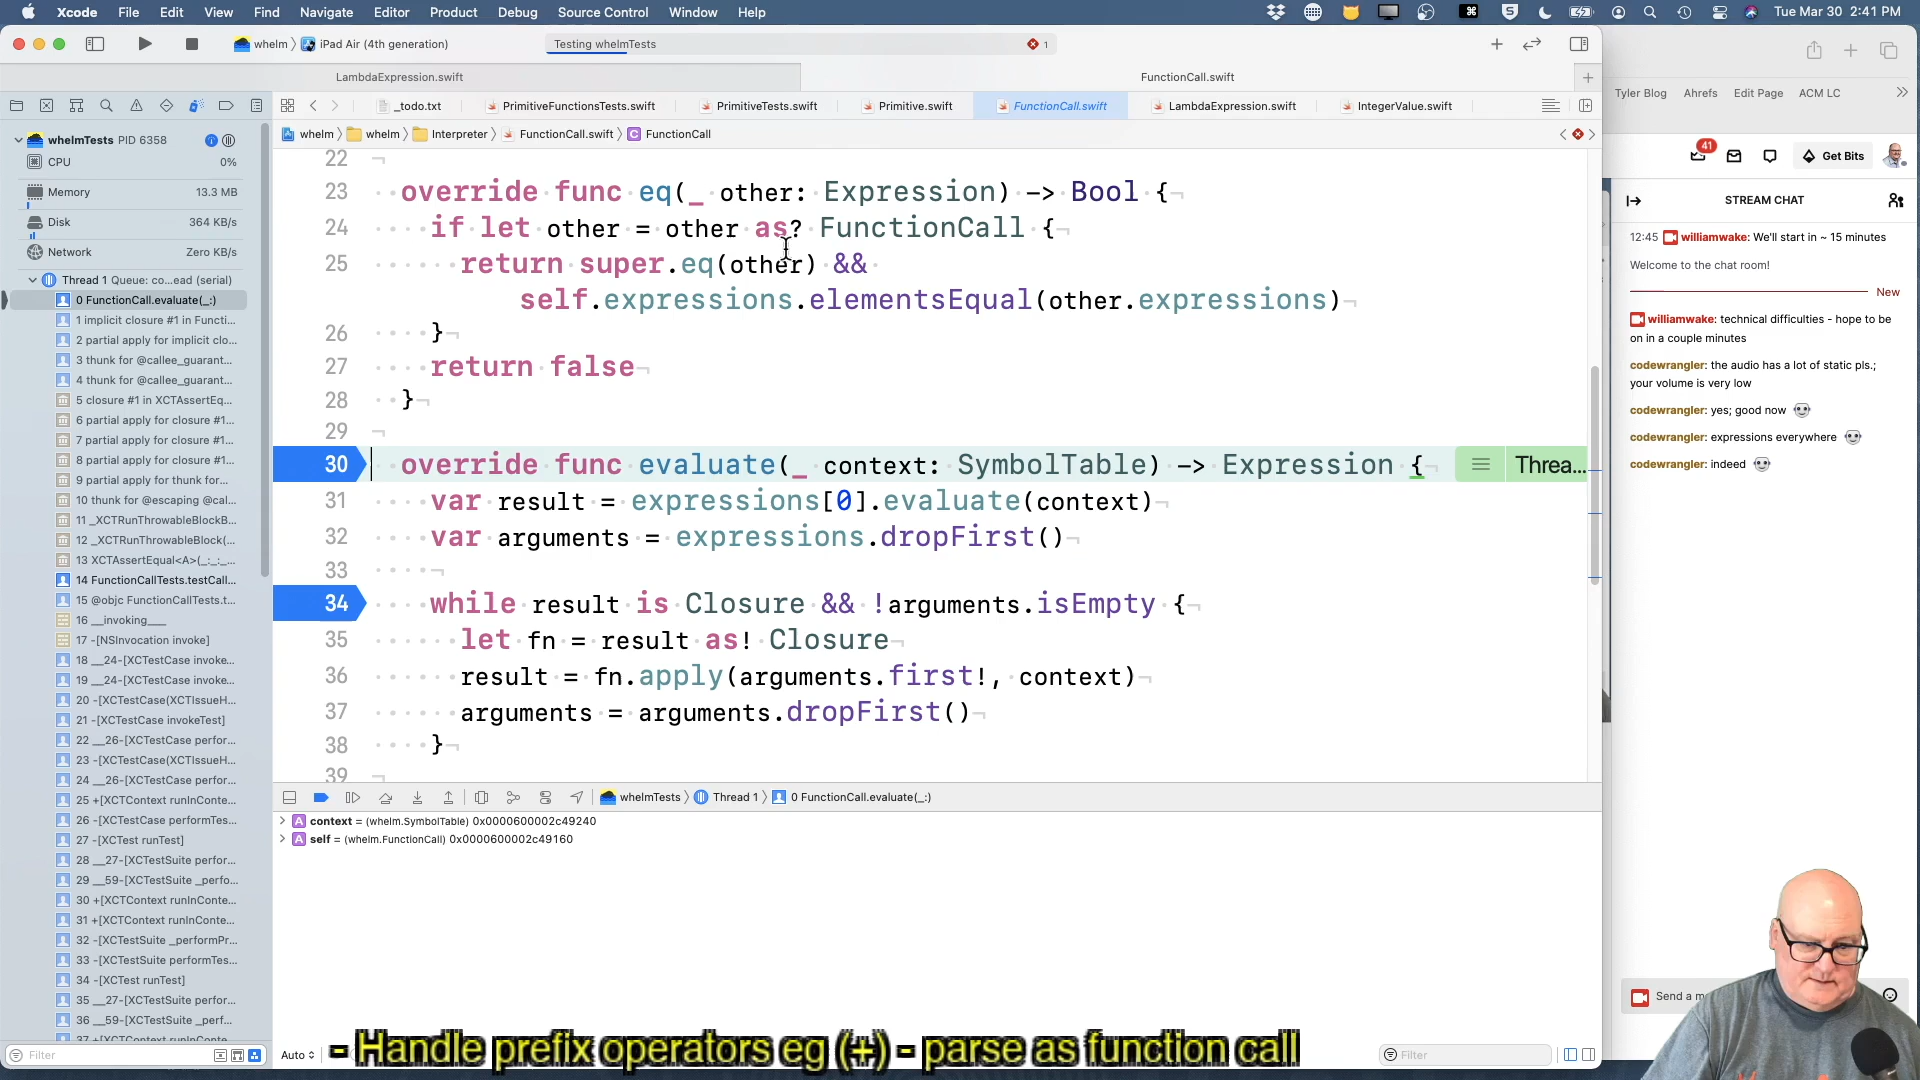 Xcode File Edit View Find Navigate Editor Product Debug Source Control Window Help
Tue Mar 30 2:41 PM
whelm
iPad Air (4th generation)
Testing whelmTests
1
LambdaExpression.swift
FunctionCall.swift
Tyler Blog Ahrefs Edit Page ACM LC
_todo.txt
PrimitiveFunctionsTests.swift
PrimitiveTests.swift
Primitive.swift
FunctionCall.swift
LambdaExpression.swift
IntegerValue.swift
whelm
whelm
Interpreter
FunctionCall.swift
C FunctionCall
whelmTests PID 6358
CPU 0%
Memory 13.3 MB
Disk 364 KB/s
Network Zero KB/s
Thread 1 Queue: co...ead (serial)
0 FunctionCall.evaluate(_:)
1 implicit closure #1 in Functi...
2 partial apply for implicit clo...
3 thunk for @callee_guarant...
4 thunk for @callee_guarant...
5 closure #1 in XCTAssertEq...
6 partial apply for closure #1...
7 partial apply for closure #1...
8 partial apply for closure #1...
9 partial apply for thunk for...
10 thunk for @escaping @cal...
11 _XCTRunThrowableBlockB...
12 _XCTRunThrowableBlock(...
13 XCTAssertEqual<A>(_:_:_...
14 FunctionCallTests.testCall...
15 @objc FunctionCallTests.t...
16 __invoking___
17 -[NSInvocation invoke]
18 __24-[XCTestCase invoke...
19 __24-[XCTestCase invoke...
20 -[XCTestCase(XCTIssueH...
21 -[XCTestCase invokeTest]
22 __26-[XCTestCase perfor...
23 -[XCTestCase(XCTIssueH...
24 __26-[XCTestCase perfor...
25 +[XCTContext runInConte...
26 -[XCTestCase performTes...
27 -[XCTest runTest]
28 __27-[XCTestSuite perfor...
29 __59-[XCTestSuite _perfo...
30 +[XCTContext runInConte...
31 +[XCTContext runInConte...
32 -[XCTestSuite _performPr...
33 -[XCTestSuite performTes...
34 -[XCTest runTest]
35 __27-[XCTestSuite perfor...
36 __59-[XCTestSuite _perf...
37 +[XCTContext runInConte...
Filter
22
23 override func eq(_ other: Expression) -> Bool {
24 if let other = other as? FunctionCall {
25 return super.eq(other) &&
self.expressions.elementsEqual(other.expressions)
26 }
27 return false
28 }
29
30 override func evaluate(_ context: SymbolTable) -> Expression {
Threa...
31 var result = expressions[0].evaluate(context)
32 var arguments = expressions.dropFirst()
33
34 while result is Closure && !arguments.isEmpty {
35 let fn = result as! Closure
36 result = fn.apply(arguments.first!, context)
37 arguments = arguments.dropFirst()
38 }
39
whelmTests
Thread 1
0 FunctionCall.evaluate(_:)
A context = (whelm.SymbolTable) 0x0000600002c49240
A self = (whelm.FunctionCall) 0x0000600002c49160
Auto
Filter
- Handle prefix operators eg (+) - parse as function call
41
Get Bits
STREAM CHAT
12:45 williamwake: We'll start in ~ 15 minutes
Welcome to the chat room!
New
williamwake: technical difficulties - hope to
be on in a couple minutes
codewrangler: the audio has a lot of static pls.;
your volume is very low
codewrangler: yes; good now
codewrangler: expressions everywhere
codewrangler: indeed
Send a